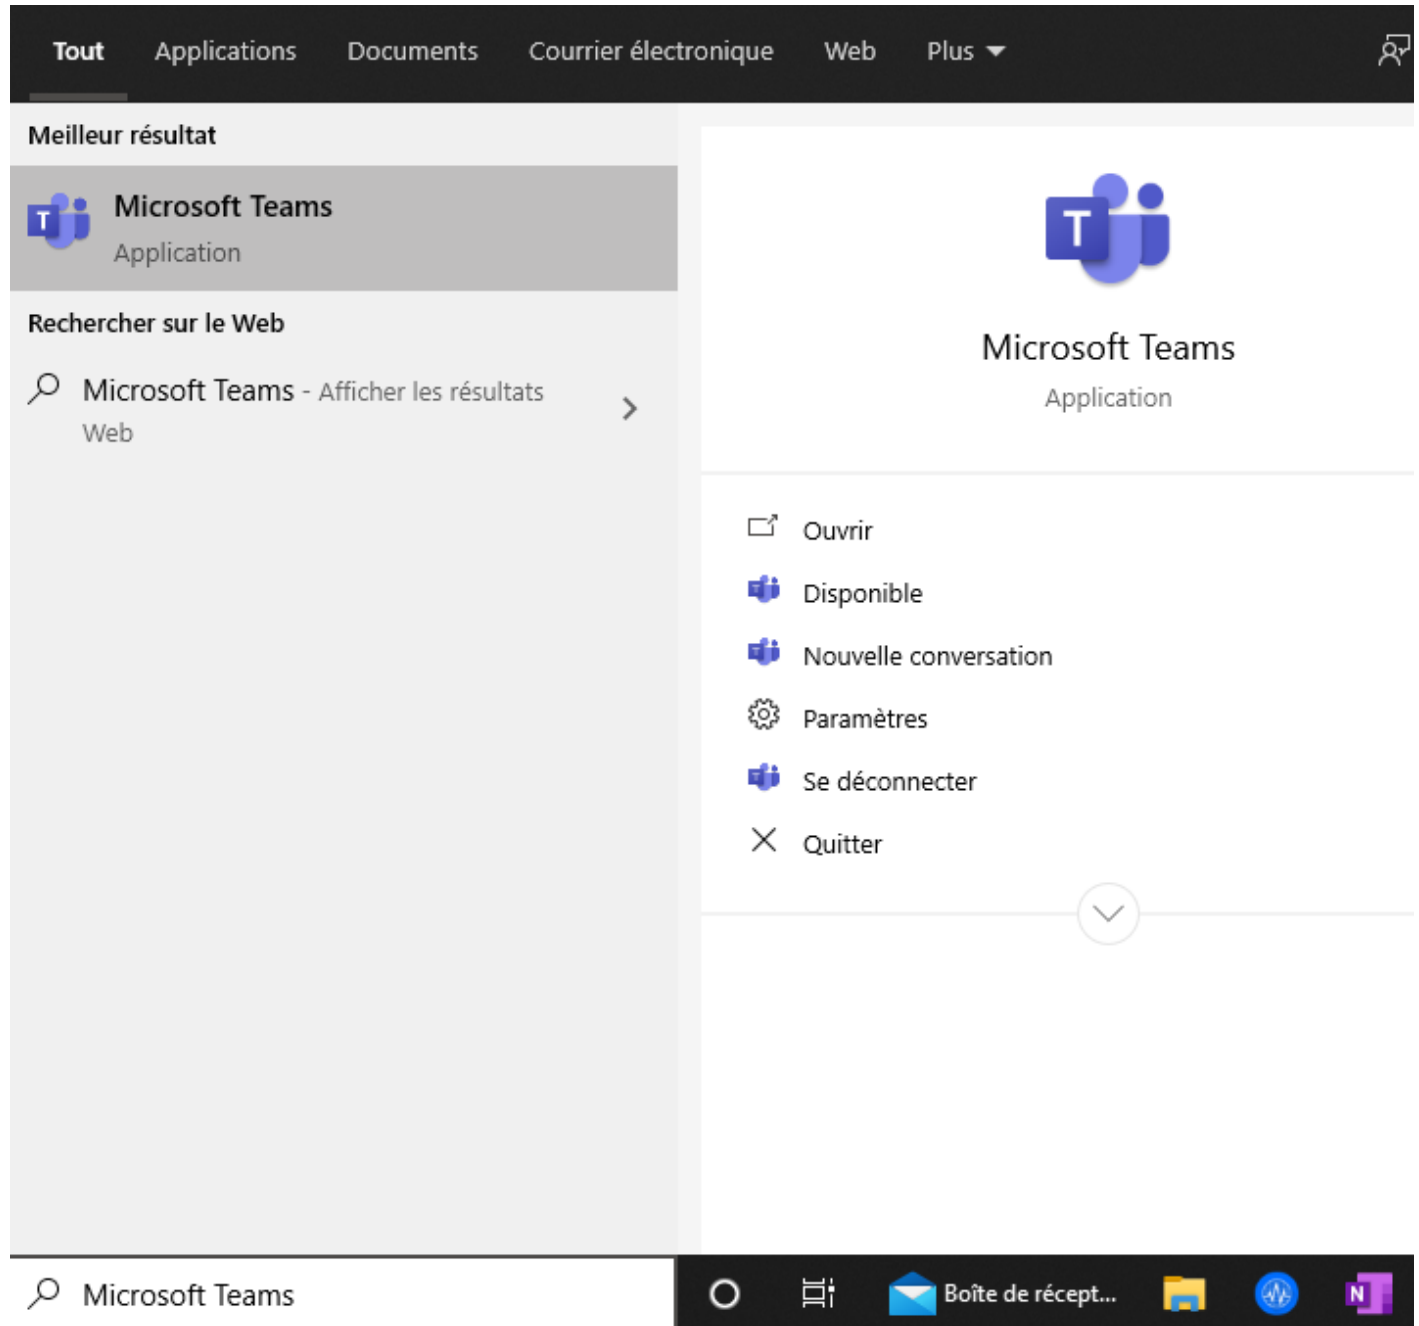 Tout Applications Documents Courrier électronique Web Plus
Meilleur résultat
Microsoft Teams
Application
Rechercher sur le Web
Microsoft Teams - Afficher les résultats
Web
T
Microsoft Teams
Application
Ouvrir
Disponible
Nouvelle conversation
Paramètres
Se déconnecter
Quitter
Microsoft Teams
Boîte de récept...
N